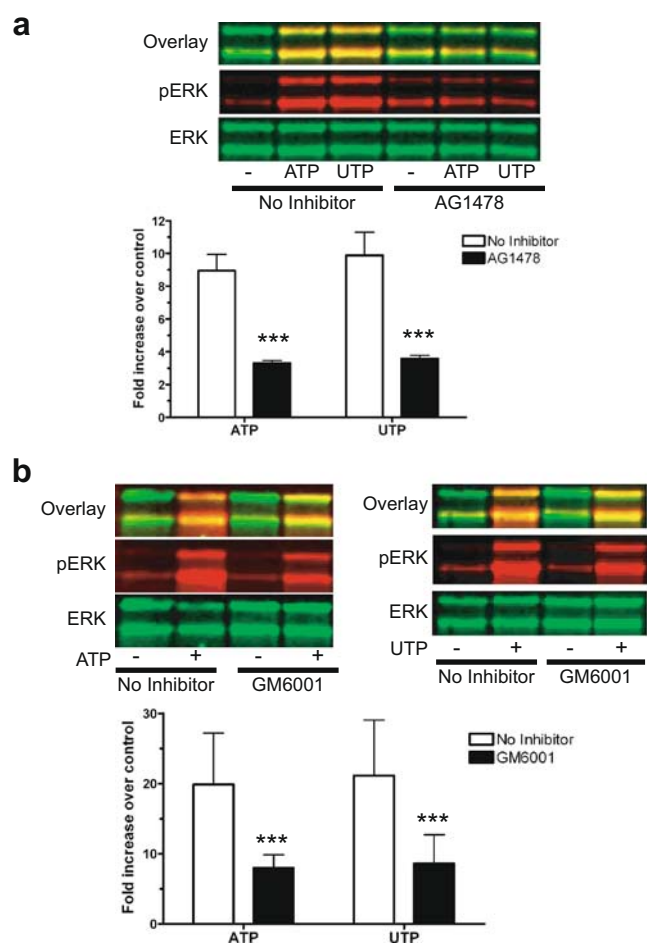 a
Overlay
pERK
ERK
- ATP UTP - ATP UTP
No Inhibitor AG1478
Fold increase over control
12
10
8
6
4
2
0
No Inhibitor
AG1478
*** ***
ATP UTP
b
Overlay
pERK
ERK
ATP - + - +
No Inhibitor GM6001
Overlay
pERK
ERK
UTP - + - +
No Inhibitor GM6001
Fold increase over control
30
20
10
0
No Inhibitor
GM6001
*** ***
ATP UTP